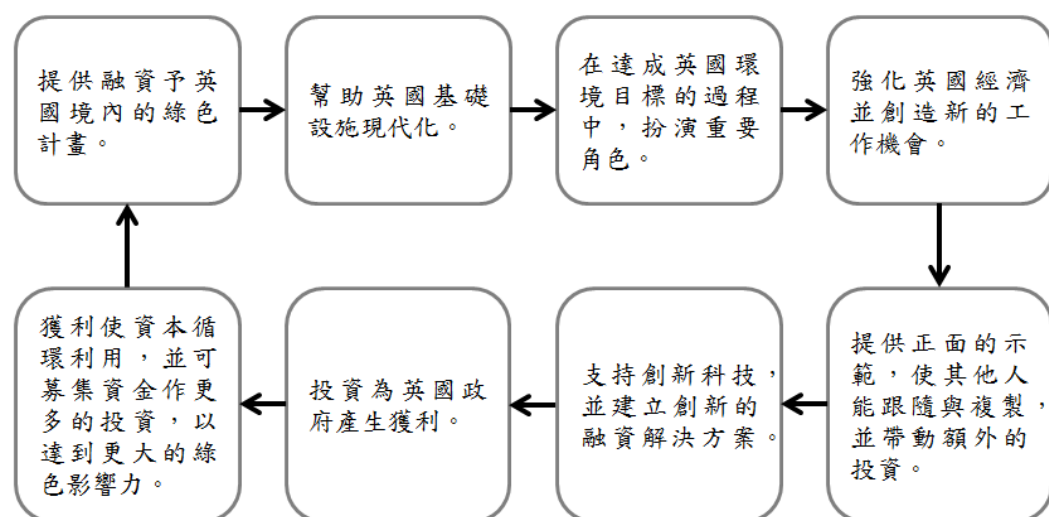 提供融資予英
國境內的綠色
計畫。
幫助英國基礎
設施現代化。
在達成英國環
境目標的過程
中，扮演重要
角色。
強化英國經濟
並創造新的工
作機會。
提供正面的示
範，使其他人
能跟隨與複製，
並帶動額外的
投資。
支持創新科技，
並建立創新的
融資解決方案。
投資為英國政
府產生獲利。
獲利使資本循
環利用，並可
募集資金作更
多的投資，以
達到更大的綠
色影響力。